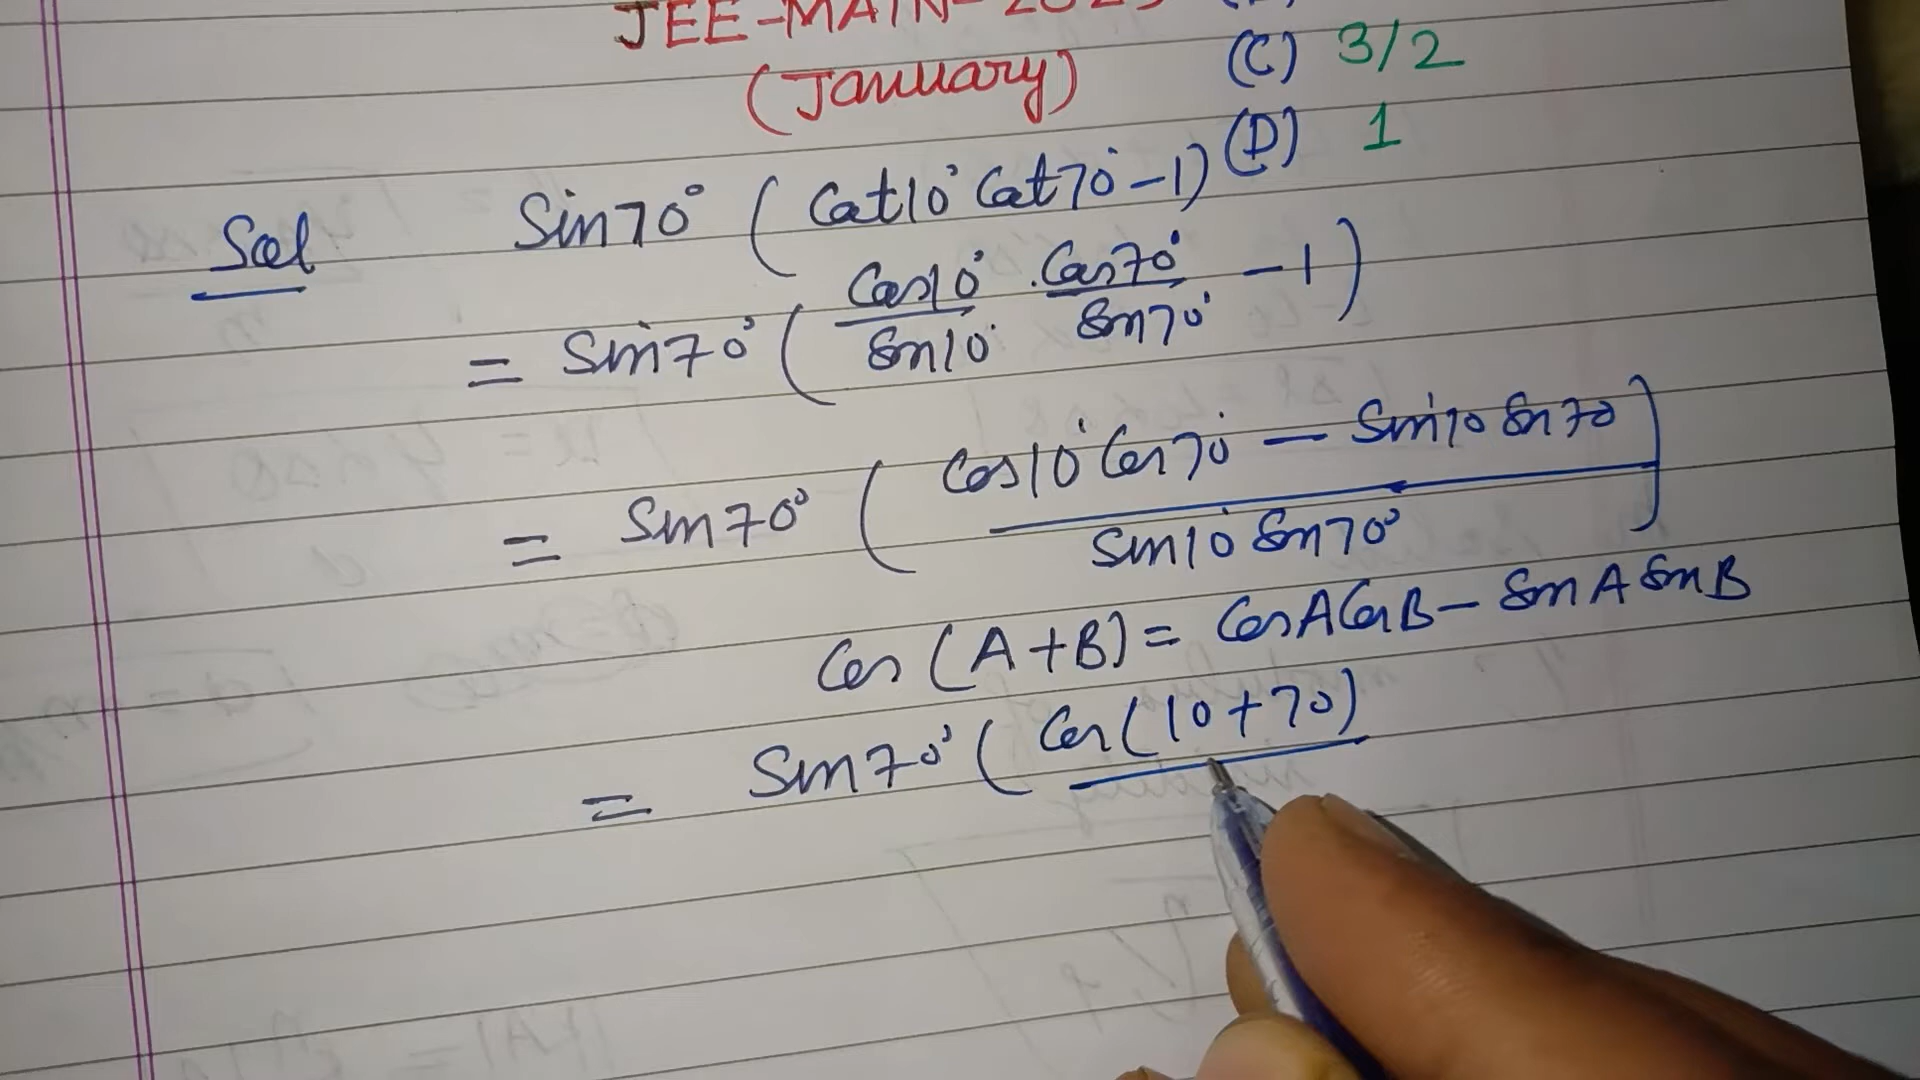 JEE-MAIN-2025
(January)
(C) 3/2
(D) 1
Sol Sin70° (Cot10° Cot70°-1)
= Sin70° ( Cos10°/Sin10° . Cos70°/Sin70° - 1)
= Sin70° ( Cos10° Cos70° - Sin10 Sin70 / Sin10° Sin70° )
Cos (A+B) = CosA CosB - SinA SinB
= Sin70° ( Cos(10+70)